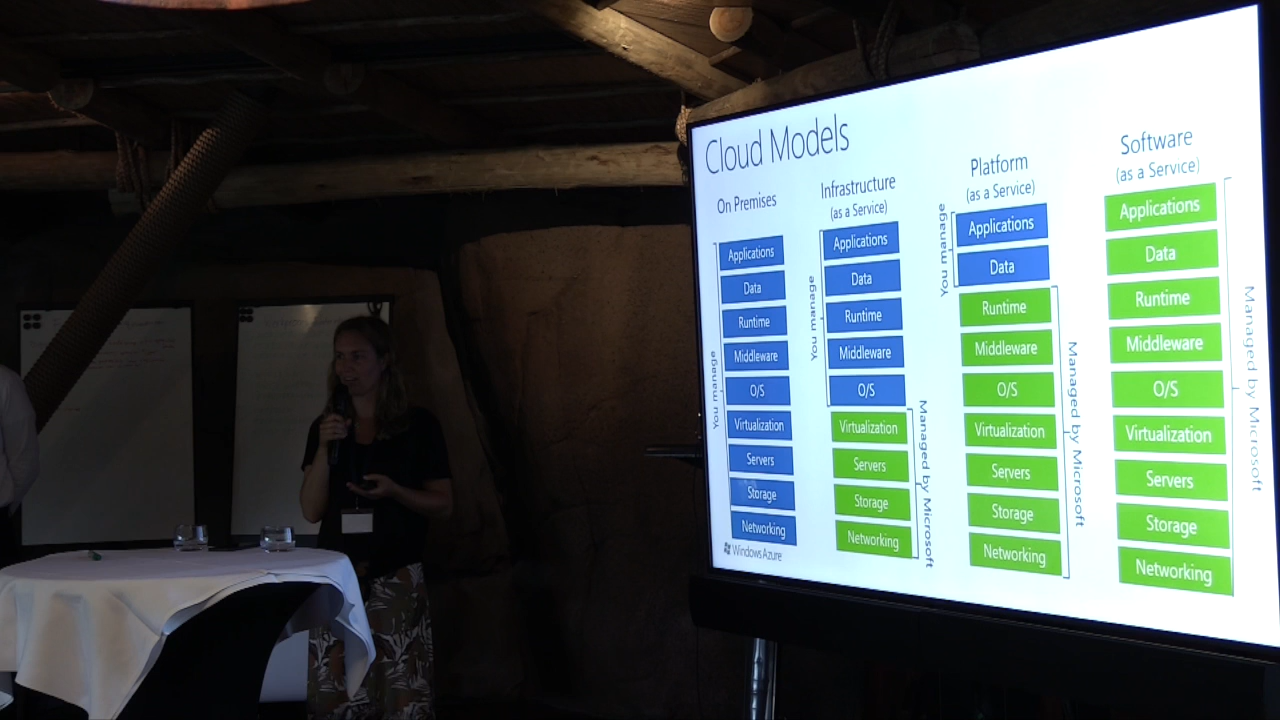 Cloud Models
On Premises
You manage
Applications
Data
Runtime
Middleware
O/S
Virtualization
Servers
Storage
Networking
Windows Azure
Infrastructure
(as a Service)
You manage
Applications
Data
Runtime
Middleware
O/S
Virtualization
Servers
Storage
Networking
Managed by Microsoft
Platform
(as a Service)
You manage
Applications
Data
Runtime
Middleware
O/S
Virtualization
Servers
Storage
Networking
Managed by Microsoft
Software
(as a Service)
Applications
Data
Runtime
Middleware
O/S
Virtualization
Servers
Storage
Networking
Managed by Microsoft